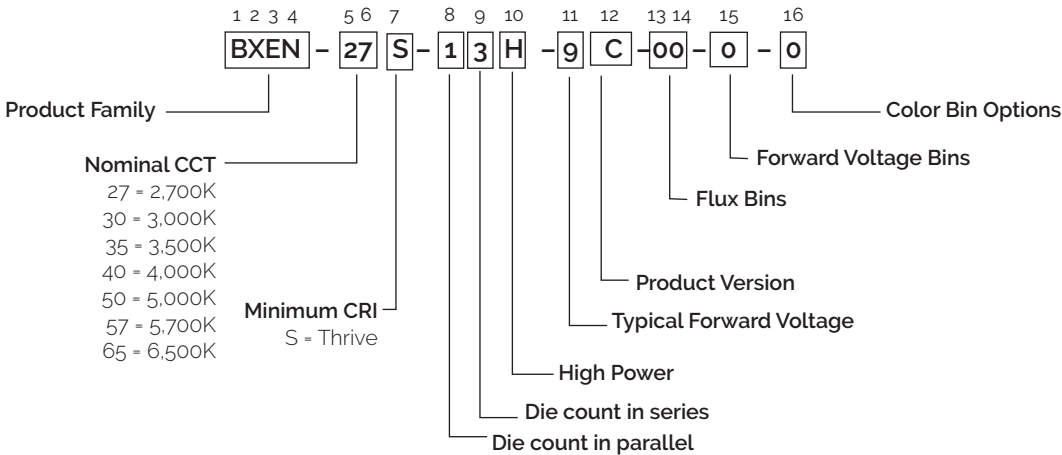 1 2 3 4 5 6 7 8 9 10 11 12 13 14 15 16
BXEN – 27 S – 1 3 H – 9 C – 00 – 0 – 0
Product Family
Color Bin Options
Nominal CCT
27 = 2,700K
30 = 3,000K
35 = 3,500K
40 = 4,000K
50 = 5,000K
57 = 5,700K
65 = 6,500K
Forward Voltage Bins
Flux Bins
Product Version
Minimum CRI
S = Thrive
Typical Forward Voltage
High Power
Die count in series
Die count in parallel